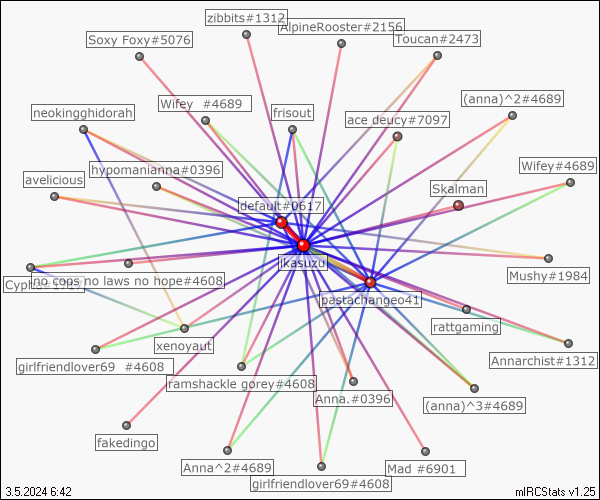 zibbits#1312
AlpineRooster#2156
Soxy Foxy#5076
Toucan#2473
Wifey  #4689
(anna)^2#4689
neokingghidorah
frisout
ace deucy#7097
hypomanianna#0396
Wifey#4689
avelicious
Skalman
default#0617
jkasuzu
Mushy#1984
no cops no laws no hope#4608
pastachangeo41
rattgaming
xenoyaut
Annarchist#1312
girlfriendlover69  #4608
ramshackle gorey#4608
Anna.#0396
(anna)^3#4689
fakedingo
Anna^2#4689
Mad #6901
girlfriendlover69#4608
3.5.2024 6:42
mIRCStats v1.25